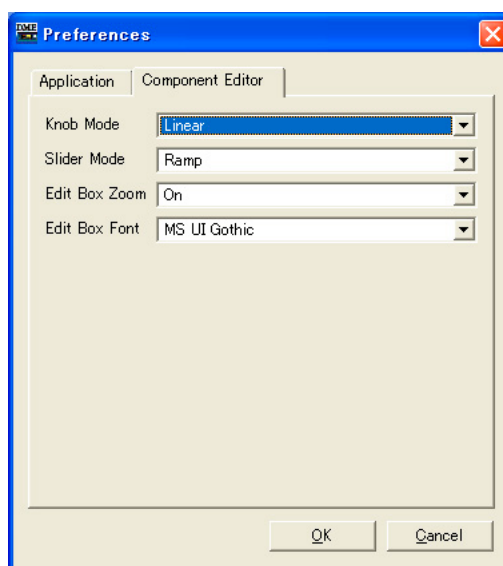 DME
Preferences
Application Component Editor
Knob Mode Linear
Slider Mode Ramp
Edit Box Zoom On
Edit Box Font MS UI Gothic
OK Cancel